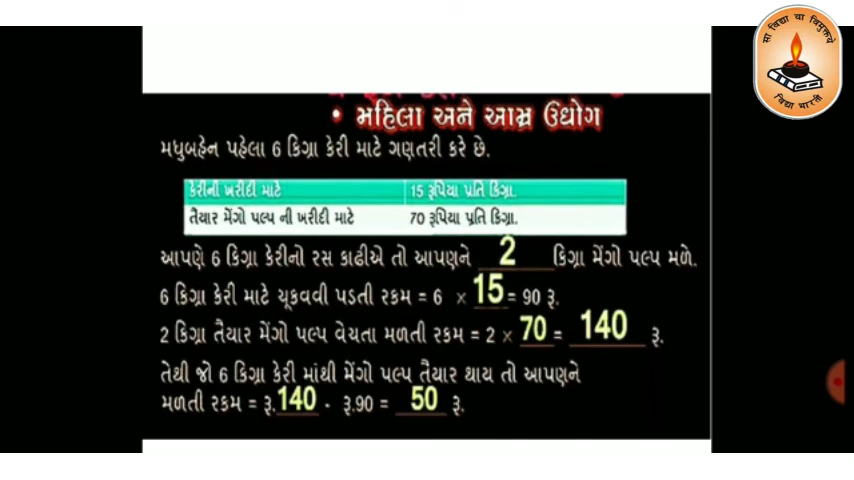 सा विद्या या विमुक्तये
विद्या भारती
• મહિલા અને આમ્ર ઉદ્યોગ
મધુબહેન પહેલા 6 કિગ્રા કેરી માટે ગણતરી કરે છે.
કેરીની ખરીદી માટે 15 રૂપિયા પ્રતિ કિગ્રા.
તૈયાર મેંગો પલ્પ ની ખરીદી માટે 70 રૂપિયા પ્રતિ કિગ્રા.
આપણે 6 કિગ્રા કેરીનો રસ કાઢીએ તો આપણને 2 કિગ્રા મેંગો પલ્પ મળે.
6 કિગ્રા કેરી માટે ચૂકવવી પડતી રકમ = 6 × 15 = 90 રૂ.
2 કિગ્રા તૈયાર મેંગો પલ્પ વેચતા મળતી રકમ = 2 × 70 = 140 રૂ.
તેથી જો 6 કિગ્રા કેરી માંથી મેંગો પલ્પ તૈયાર થાય તો આપણને
મળતી રકમ = રૂ.140 - રૂ.90 = 50 રૂ.